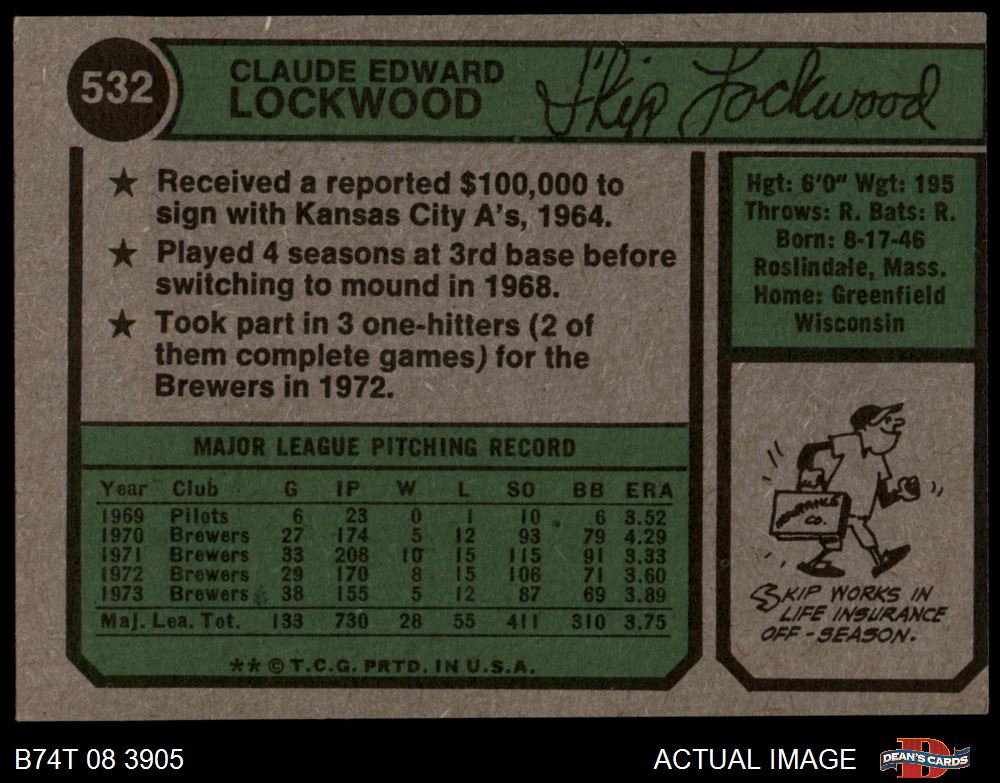 532
CLAUDE EDWARD
LOCKWOOD
Skip Lockwood
★ Received a reported $100,000 to
sign with Kansas City A's, 1964.
★ Played 4 seasons at 3rd base before
switching to mound in 1968.
★ Took part in 3 one-hitters (2 of
them complete games) for the
Brewers in 1972.
Hgt: 6'0" Wgt: 195
Throws: R. Bats: R.
Born: 8-17-46
Roslindale, Mass.
Home: Greenfield
Wisconsin
MAJOR LEAGUE PITCHING RECORD
Year Club G IP W L SO BB ERA
1969 Pilots 6 23 0 1 10 6 3.52
1970 Brewers 27 174 5 12 93 79 4.29
1971 Brewers 33 208 10 15 115 91 3.33
1972 Brewers 29 170 8 15 106 71 3.60
1973 Brewers 38 155 5 12 87 69 3.89
Maj. Lea. Tot. 133 730 28 55 411 310 3.75
** © T.C.G. PRTD. IN U.S.A.
INSURANCE
CO.
SKIP WORKS IN
LIFE INSURANCE
OFF-SEASON.
B74T 08 3905
ACTUAL IMAGE
DEAN'S CARDS